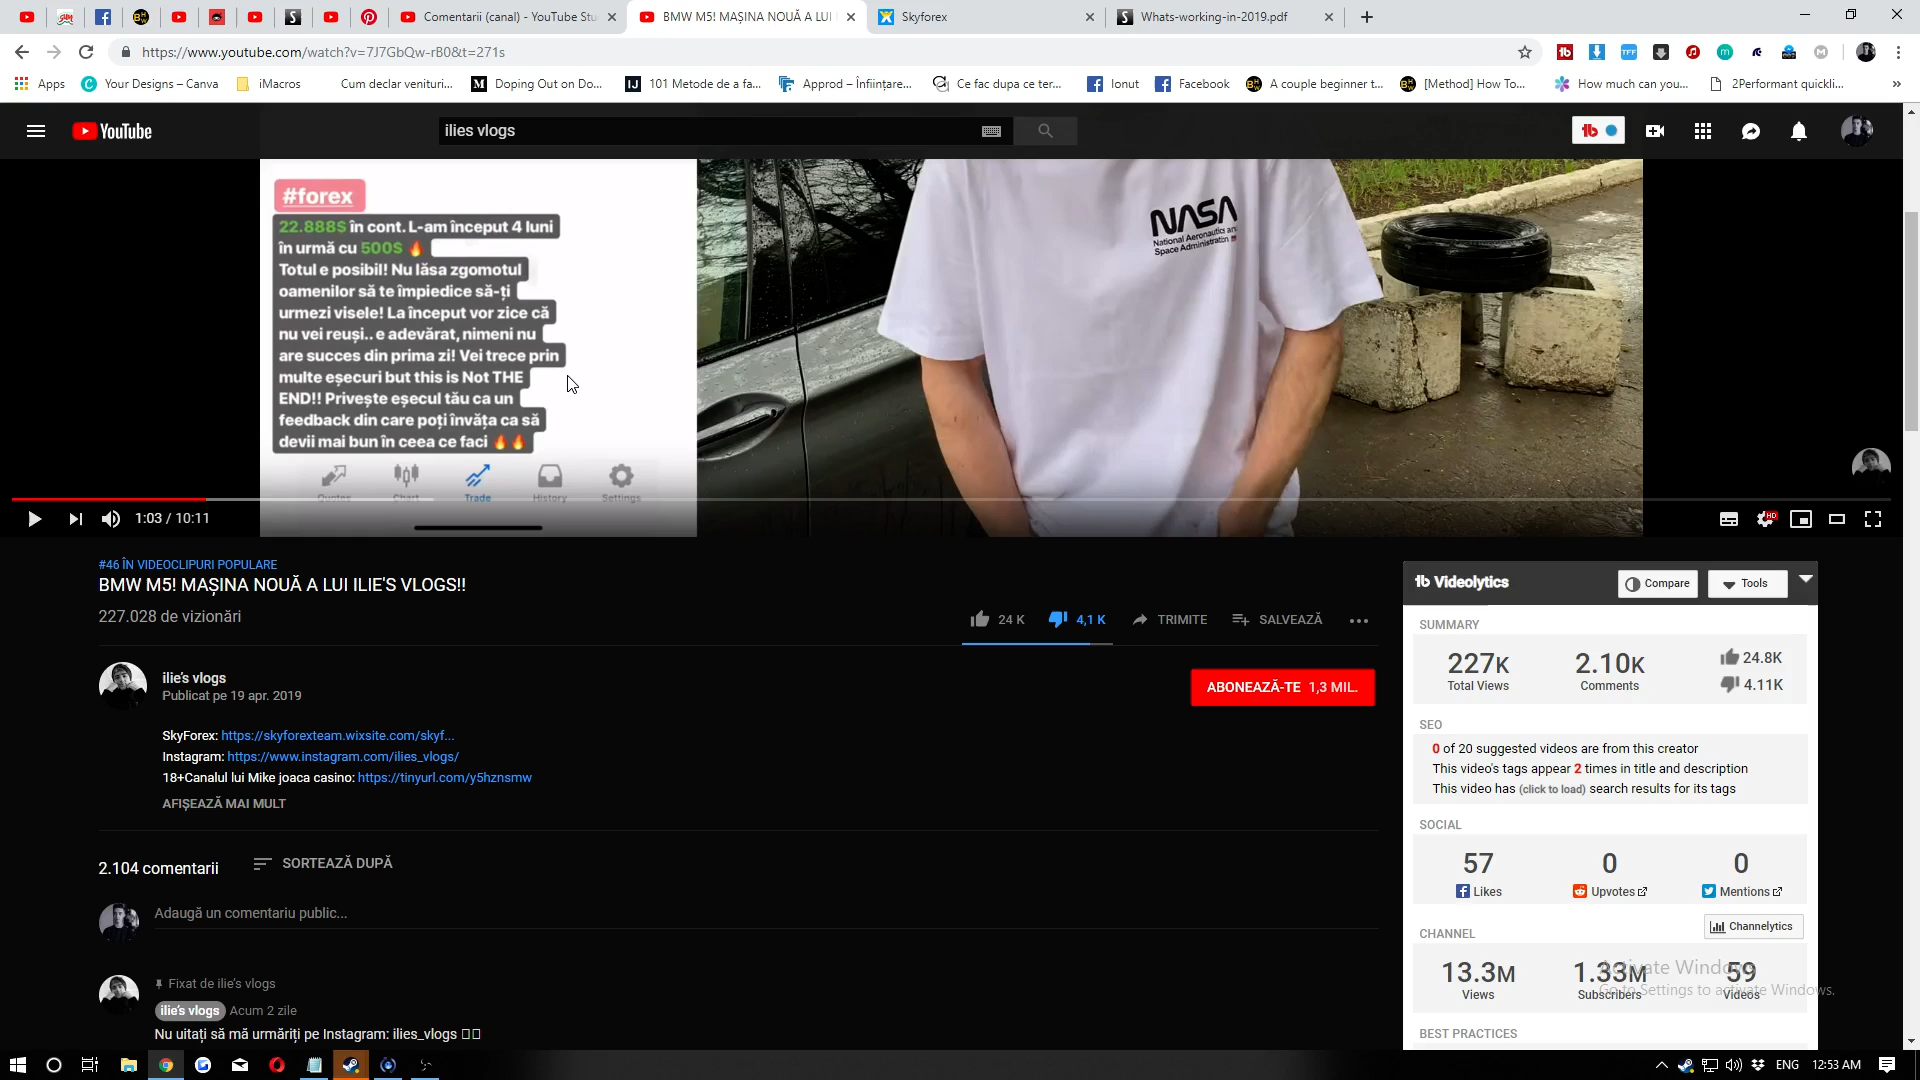 Comentarii (canal) - YouTube Stu
BMW M5! MAȘINA NOUĂ A LUI I
Skyforex
Whats-working-in-2019.pdf
https://www.youtube.com/watch?v=7J7GbQw-rB0&t=271s
Apps
Your Designs – Canva
iMacros
Cum declar venituri...
Doping Out on Do...
101 Metode de a fa...
Approd – Înființare...
Ce fac dupa ce ter...
Ionut
Facebook
A couple beginner t...
[Method] How To...
How much can you...
2Performant quickli...
»
YouTube
ilies vlogs
#forex
22.888$ în cont. L-am început 4 luni
în urmă cu 500$ 🔥
Totul e posibil! Nu lăsa zgomotul
oamenilor să te împiedice să-ți
urmezi visele! La început vor zice că
nu vei reuși.. e adevărat, nimeni nu
are succes din prima zi! Vei trece prin
multe eșecuri but this is Not THE
END!! Privește eșecul tău ca un
feedback din care poți învăța ca să
devii mai bun în ceea ce faci 🔥🔥
Quotes
Chart
Trade
History
Settings
NASA
National Aeronautics an
Space Administration
1:03 / 10:11
HD
#46 ÎN VIDEOCLIPURI POPULARE
BMW M5! MAȘINA NOUĂ A LUI ILIE'S VLOGS!!
227.028 de vizionări
24 K
4,1 K
TRIMITE
SALVEAZĂ
ilie's vlogs
Publicat pe 19 apr. 2019
ABONEAZĂ-TE 1,3 MIL.
SkyForex: https://skyforexteam.wixsite.com/skyf...
Instagram: https://www.instagram.com/ilies_vlogs/
18+Canalul lui Mike joaca casino: https://tinyurl.com/y5hznsmw
AFIȘEAZĂ MAI MULT
2.104 comentarii
SORTEAZĂ DUPĂ
Adaugă un comentariu public...
Fixat de ilie's vlogs
ilie's vlogs Acum 2 zile
Nu uitați să mă urmăriți pe Instagram: ilies_vlogs
Videolytics
Compare
Tools
SUMMARY
227K
Total Views
2.10K
Comments
24.8K
4.11K
SEO
0 of 20 suggested videos are from this creator
This video's tags appear 2 times in title and description
This video has (click to load) search results for its tags
SOCIAL
57
Likes
0
Upvotes
0
Mentions
Channelytics
CHANNEL
13.3M
Views
1.33M
Subscribers
59
Videos
Activate Windows
Go to Settings to activate Windows.
BEST PRACTICES
ENG
12:53 AM